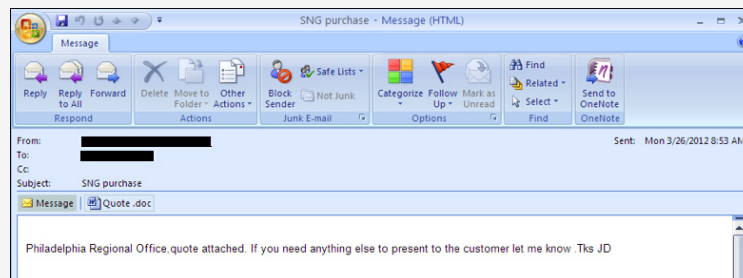 SNG purchase - Message (HTML)
Message
Reply Reply to All Forward Delete Move to Folder Other Actions Block Sender Safe Lists Not Junk Categorize Follow Up Mark as Unread Find Related Select Send to OneNote
Respond Actions Junk E-mail Options Find OneNote
From: Sent: Mon 3/26/2012 8:53 AM
To:
Cc:
Subject: SNG purchase
Message Quote .doc
Philadelphia Regional Office,quote attached. If you need anything else to present to the customer let me know .Tks JD